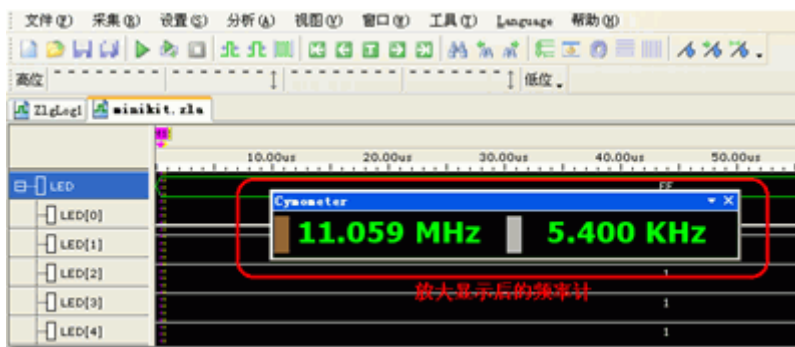 文件(F) 采集(R) 设置(S) 分析(A) 视图(V) 窗口(W) 工具(T) Language 帮助(H)
高位 低位
ZlgLogl minikit.zla
10.00us 20.00us 30.00us 40.00us 50.00us
LED FF
Cymometer
LED[0]
11.059 MHz 5.400 KHz
LED[1]
LED[2] 1
放大显示后的频率计
LED[3] 1
LED[4] 1